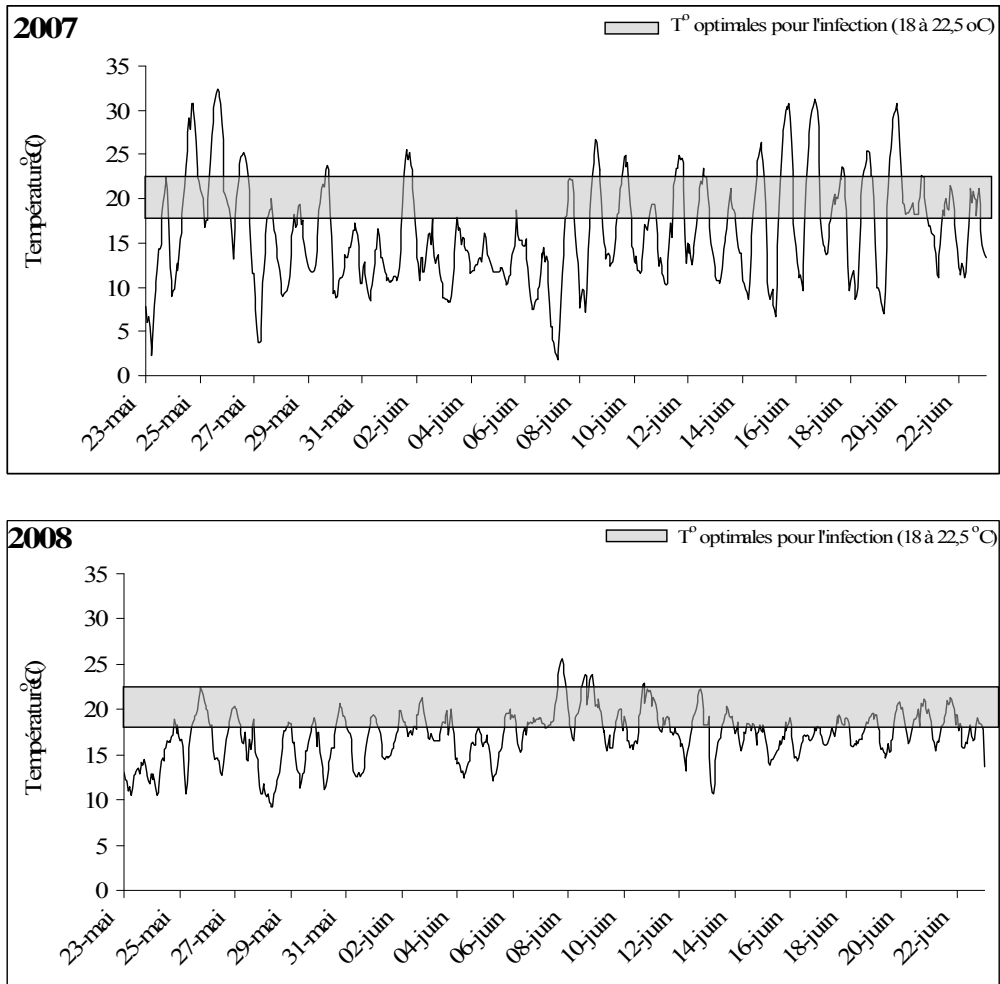 2007
T° optimales pour l'infection (18 à 22,5 oC)
Température (°C)
35
30
25
20
15
10
5
0
23-mai
25-mai
27-mai
29-mai
31-mai
02-juin
04-juin
06-juin
08-juin
10-juin
12-juin
14-juin
16-juin
18-juin
20-juin
22-juin
2008
T° optimales pour l'infection (18 à 22,5 °C)
Température (°C)
35
30
25
20
15
10
5
0
23-mai
25-mai
27-mai
29-mai
31-mai
02-juin
04-juin
06-juin
08-juin
10-juin
12-juin
14-juin
16-juin
18-juin
20-juin
22-juin